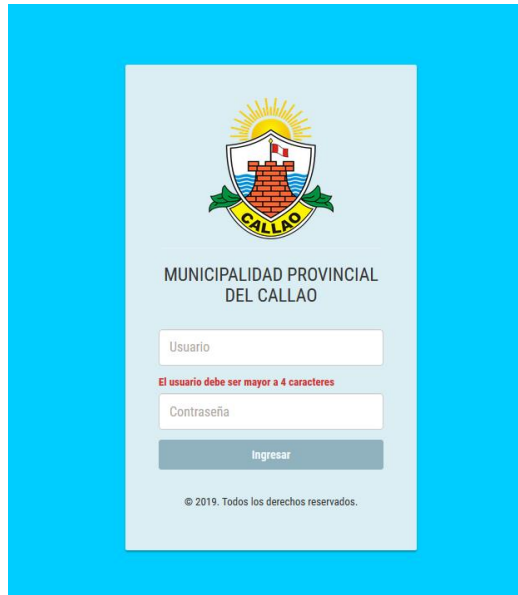 CALLAO
MUNICIPALIDAD PROVINCIAL
DEL CALLAO
Usuario
El usuario debe ser mayor a 4 caracteres
Contraseña
Ingresar
© 2019. Todos los derechos reservados.